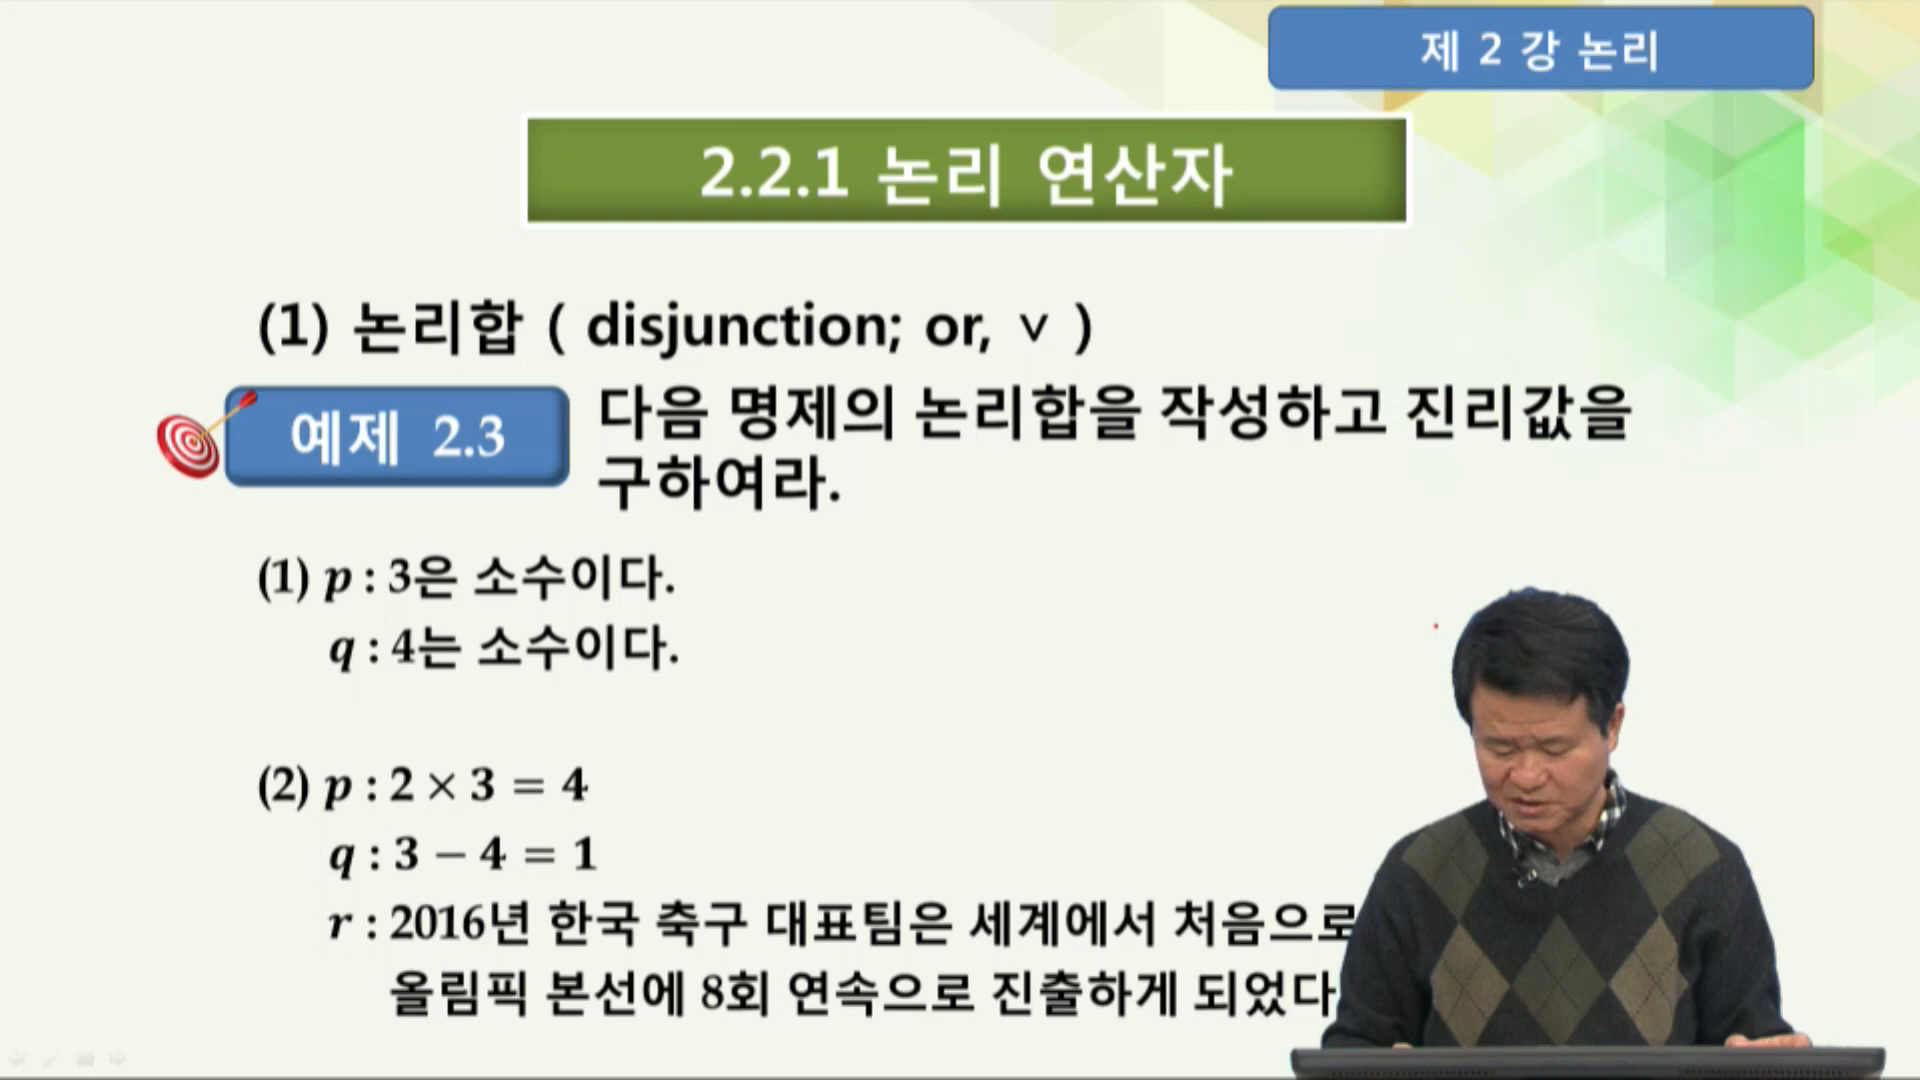 제 2 강 논리
2.2.1 논리 연산자
(1) 논리합 ( disjunction; or, ∨ )
예제 2.3
다음 명제의 논리합을 작성하고 진리값을
구하여라.
(1) p : 3은 소수이다.
q : 4는 소수이다.
(2) p : 2 × 3 = 4
q : 3 − 4 = 1
r : 2016년 한국 축구 대표팀은 세계에서 처음으로
올림픽 본선에 8회 연속으로 진출하게 되었다